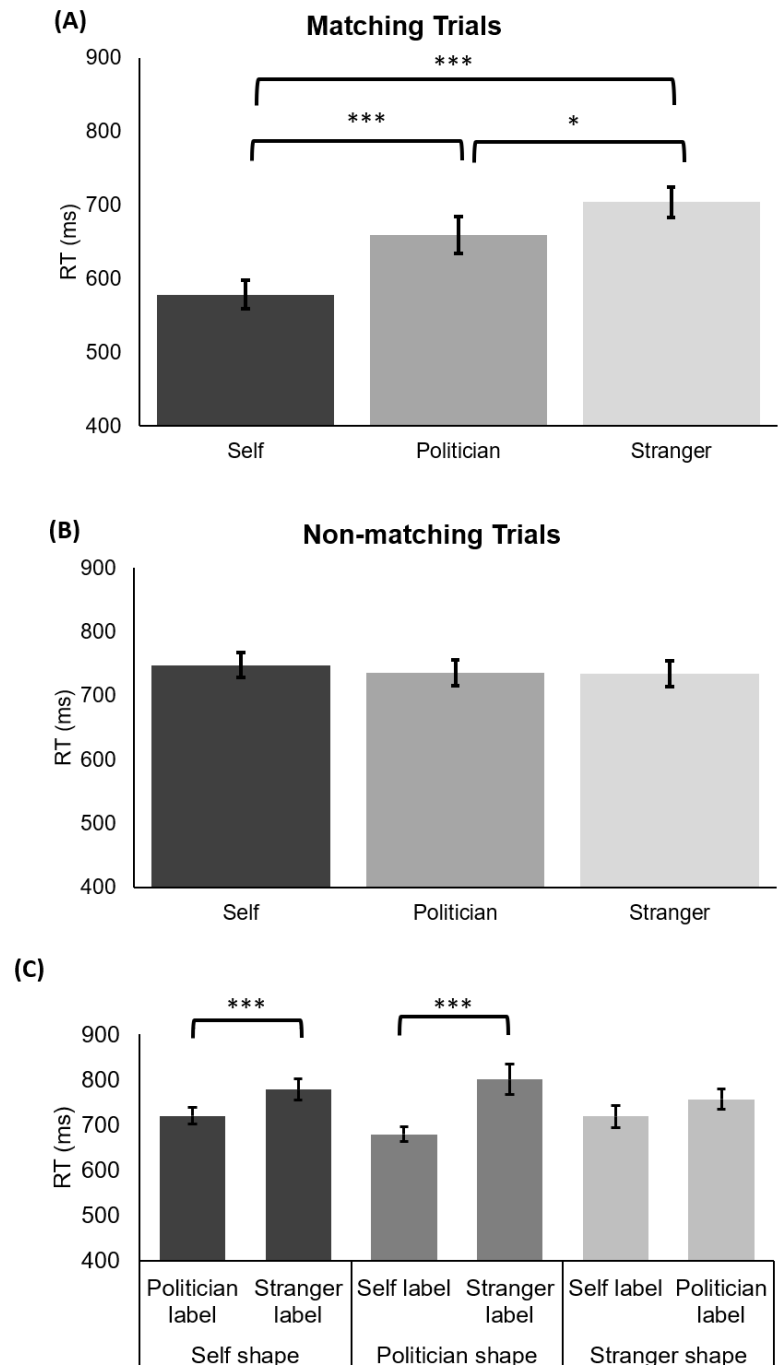 (A)
Matching Trials
900
800
700
600
500
400
RT (ms)
***
***
*
Self Politician Stranger
(B)
Non-matching Trials
900
800
700
600
500
400
RT (ms)
Self Politician Stranger
(C)
900
800
700
600
500
400
RT (ms)
***
***
Politician label
Stranger label
Self label
Stranger label
Self label
Politician label
Self shape Politician shape Stranger shape